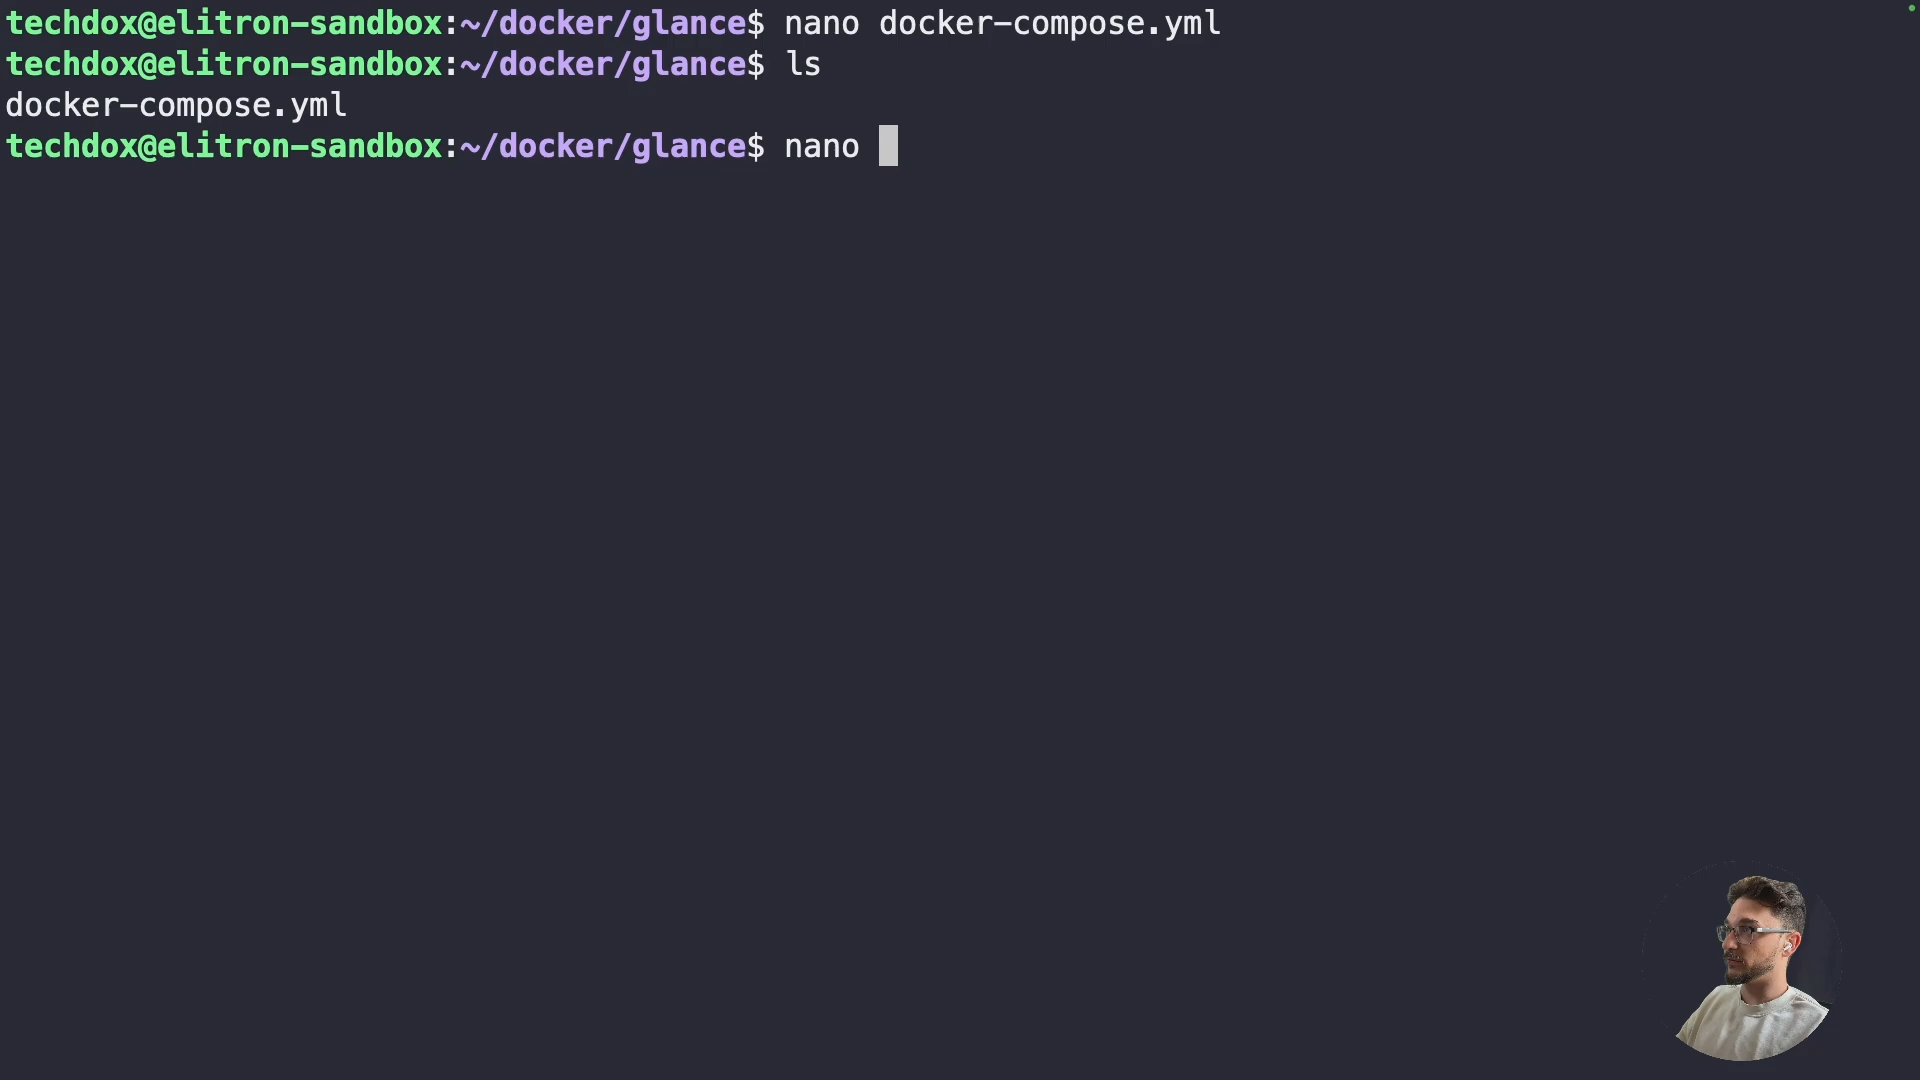 techdox@elitron-sandbox:~/docker/glance$ nano docker-compose.yml
techdox@elitron-sandbox:~/docker/glance$ ls
docker-compose.yml
techdox@elitron-sandbox:~/docker/glance$ nano